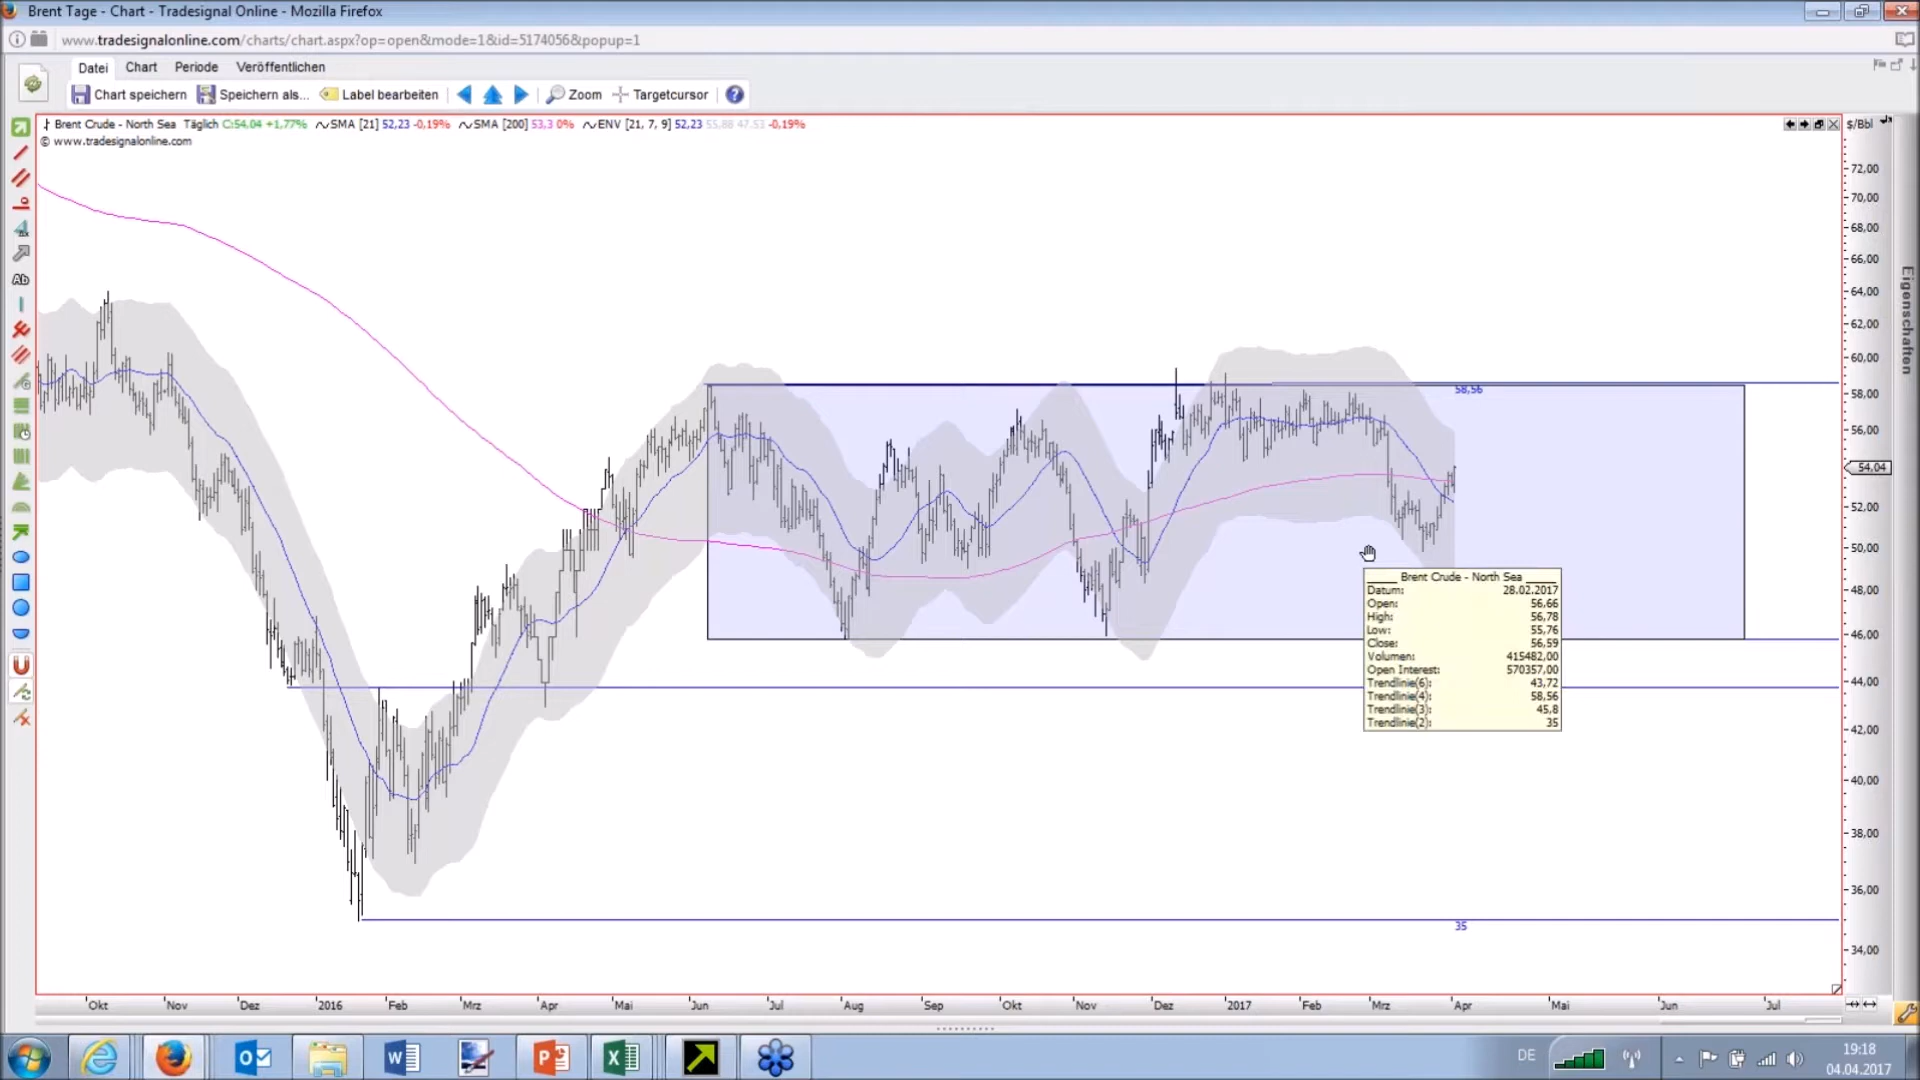 Brent Tage - Chart - Tradesignal Online - Mozilla Firefox
www.tradesignalonline.com/charts/chart.aspx?op=open&mode=1&id=5174056&popup=1
Datei Chart Periode Veröffentlichen
Chart speichern Speichern als... Label bearbeiten Zoom Targetcursor ?
Brent Crude - North Sea Täglich C:54,04 +1,77% SMA [21] 52,23 -0,19% SMA [200] 53,3 0% ENV [21, 7, 9] 52,23 55,88 47,53 -0,19%
© www.tradesignalonline.com
$/Bbl
Ab
Eigenschaften
72,00
70,00
68,00
66,00
64,00
62,00
60,00
58,00
56,00
54,04
52,00
50,00
48,00
46,00
44,00
42,00
40,00
38,00
36,00
34,00
58,56
35
Brent Crude - North Sea
Datum: 28.02.2017
Open: 56,66
High: 56,78
Low: 55,76
Close: 56,59
Volumen: 415482,00
Open Interest: 570357,00
Trendlinie(6): 43,72
Trendlinie(4): 58,56
Trendlinie(3): 45,8
Trendlinie(2): 35
Okt Nov Dez 2016 Feb Mrz Apr Mai Jun Jul Aug Sep Okt Nov Dez 2017 Feb Mrz Apr Mai Jun Jul
DE
19:18
04.04.2017